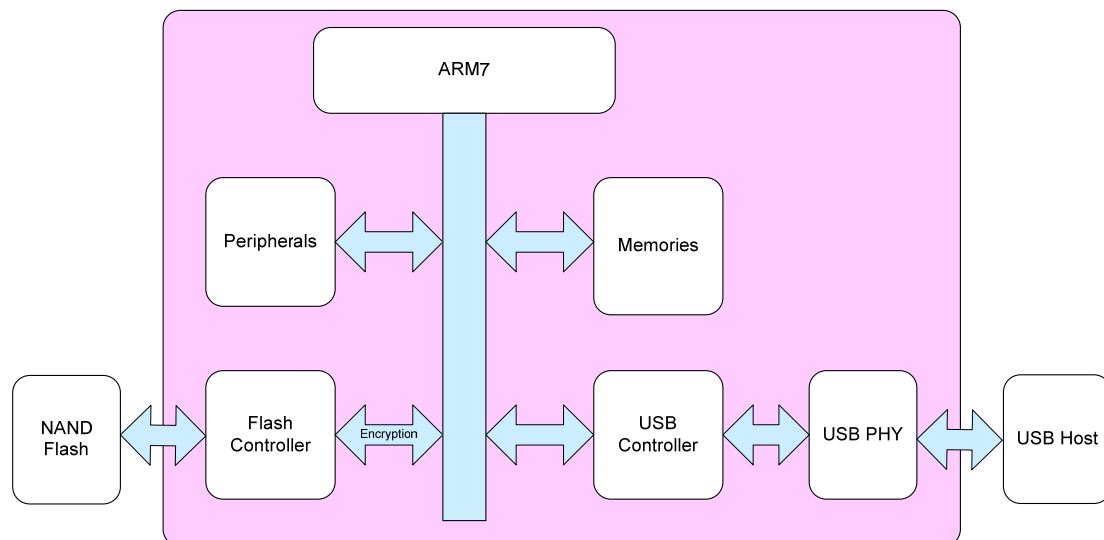 ARM7
Peripherals
Memories
NAND
Flash
Flash
Controller
Encryption
USB
Controller
USB PHY
USB Host